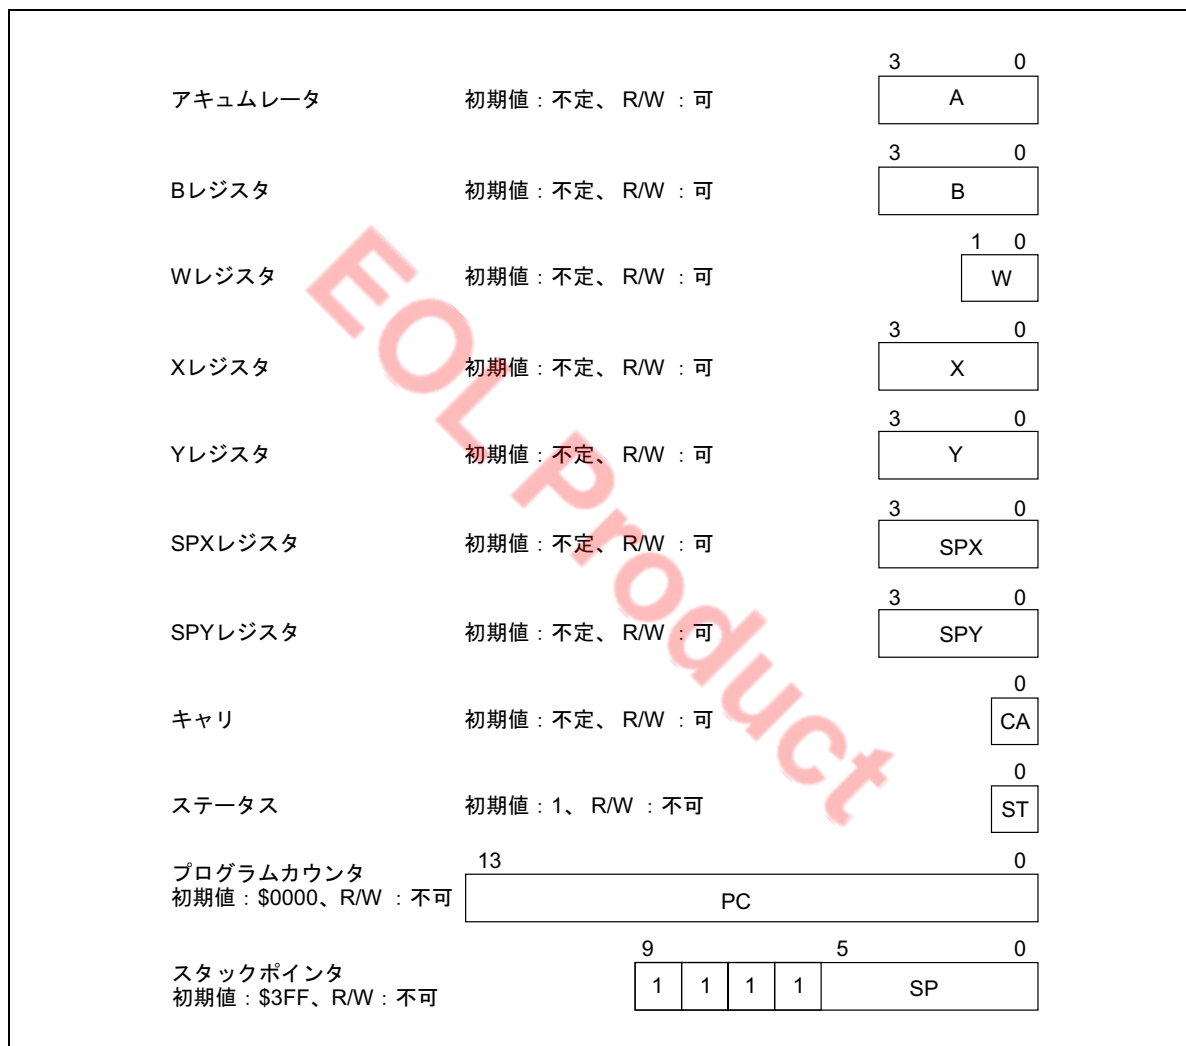 3 0
アキュムレータ 初期値：不定、 R/W ：可 A
3 0
Bレジスタ 初期値：不定、 R/W ：可 B
1 0
Wレジスタ 初期値：不定、 R/W ：可 W
3 0
Xレジスタ 初期値：不定、 R/W ：可 X
3 0
Yレジスタ 初期値：不定、 R/W ：可 Y
3 0
SPXレジスタ 初期値：不定、 R/W ：可 SPX
3 0
SPYレジスタ 初期値：不定、 R/W ：可 SPY
0
キャリ 初期値：不定、 R/W ：可 CA
0
ステータス 初期値：1、 R/W ：不可 ST
13 0
プログラムカウンタ
初期値：$0000、R/W ：不可 PC
9 5 0
スタックポインタ
初期値：$3FF、R/W：不可 1 1 1 1 SP
EOL Product